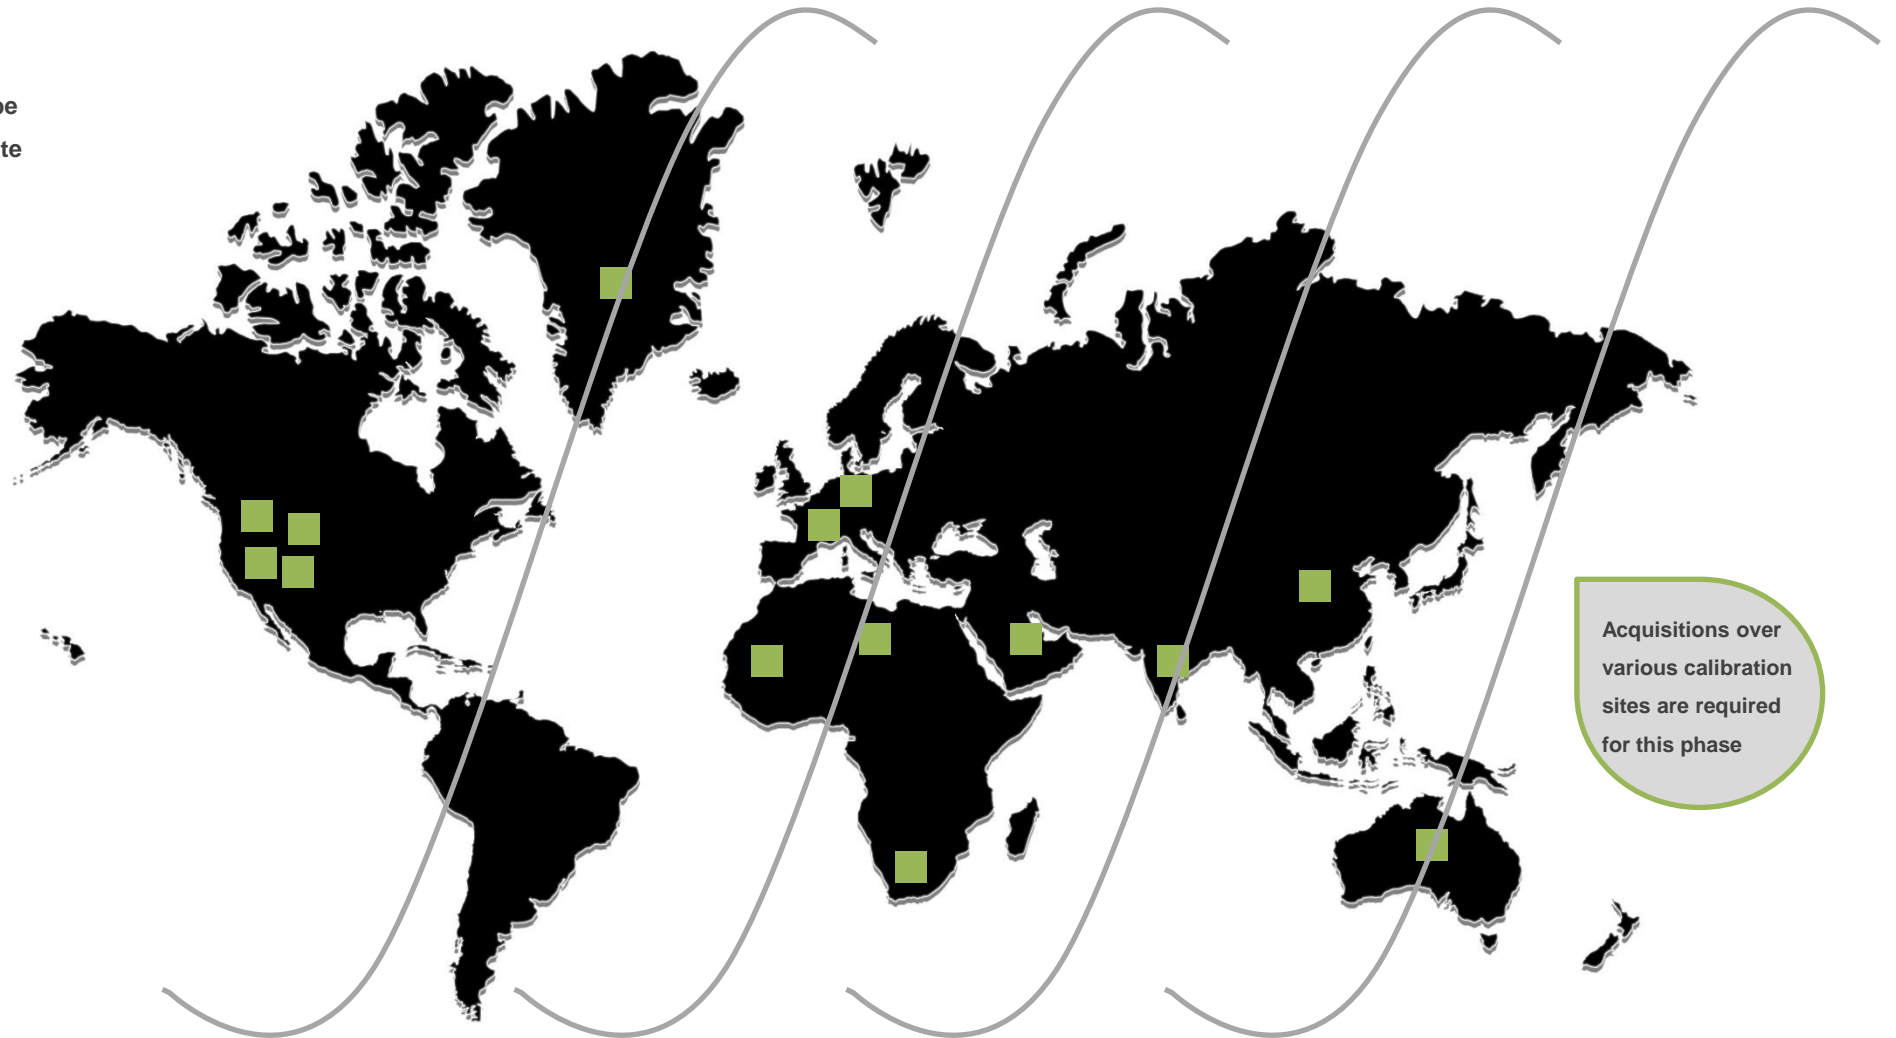 Acquisitions over
various calibration
sites are required
for this phase